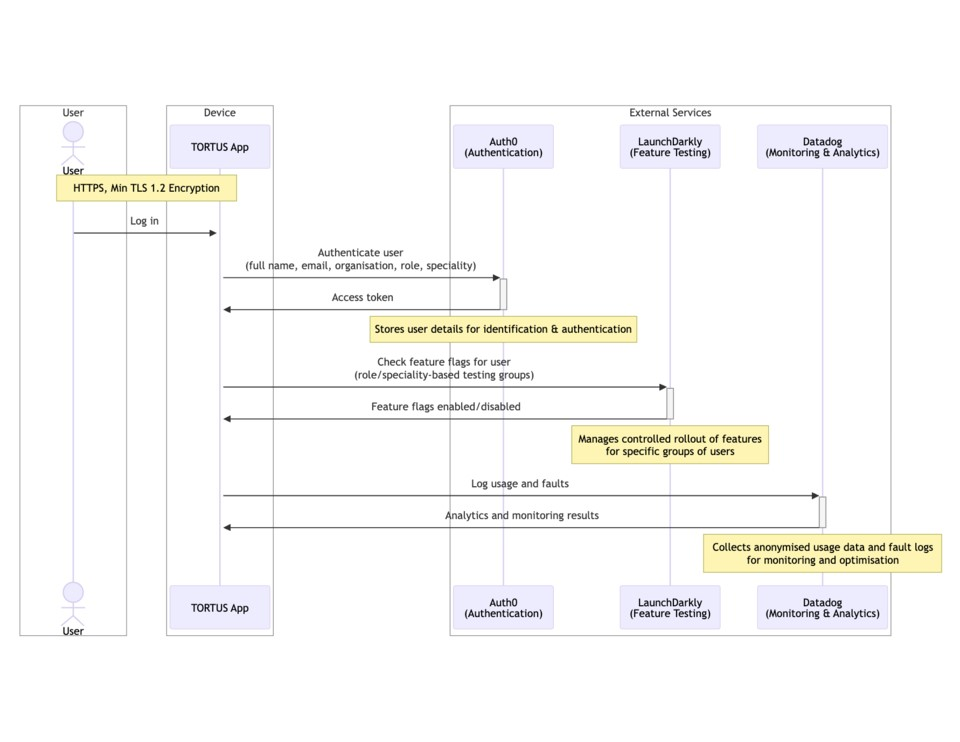 User
Device
External Services
TORTUS App
Auth0
(Authentication)
LaunchDarkly
(Feature Testing)
Datadog
(Monitoring & Analytics)
User
HTTPS, Min TLS 1.2 Encryption
Log in
Authenticate user
(full name, email, organisation, role, speciality)
Access token
Stores user details for identification & authentication
Check feature flags for user
(role/speciality-based testing groups)
Feature flags enabled/disabled
Manages controlled rollout of features
for specific groups of users
Log usage and faults
Analytics and monitoring results
Collects anonymised usage data and fault logs
for monitoring and optimisation
TORTUS App
Auth0
(Authentication)
LaunchDarkly
(Feature Testing)
Datadog
(Monitoring & Analytics)
User